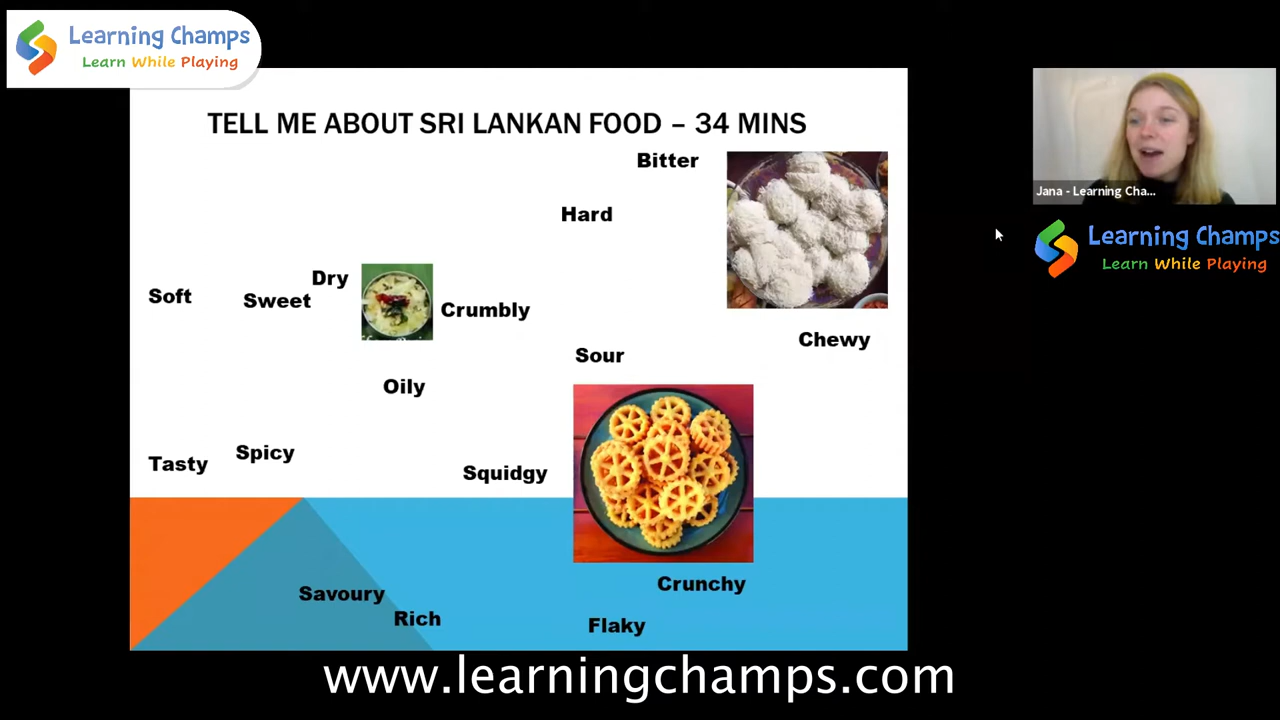 Learning Champs
Learn While Playing
TELL ME ABOUT SRI LANKAN FOOD – 34 MINS
Bitter
Hard
Dry
Soft
Sweet
Crumbly
Chewy
Sour
Oily
Spicy
Tasty
Squidgy
Savoury
Rich
Crunchy
Flaky
Jana - Learning Cha...
Learning Champs
Learn While Playing
www.learningchamps.com